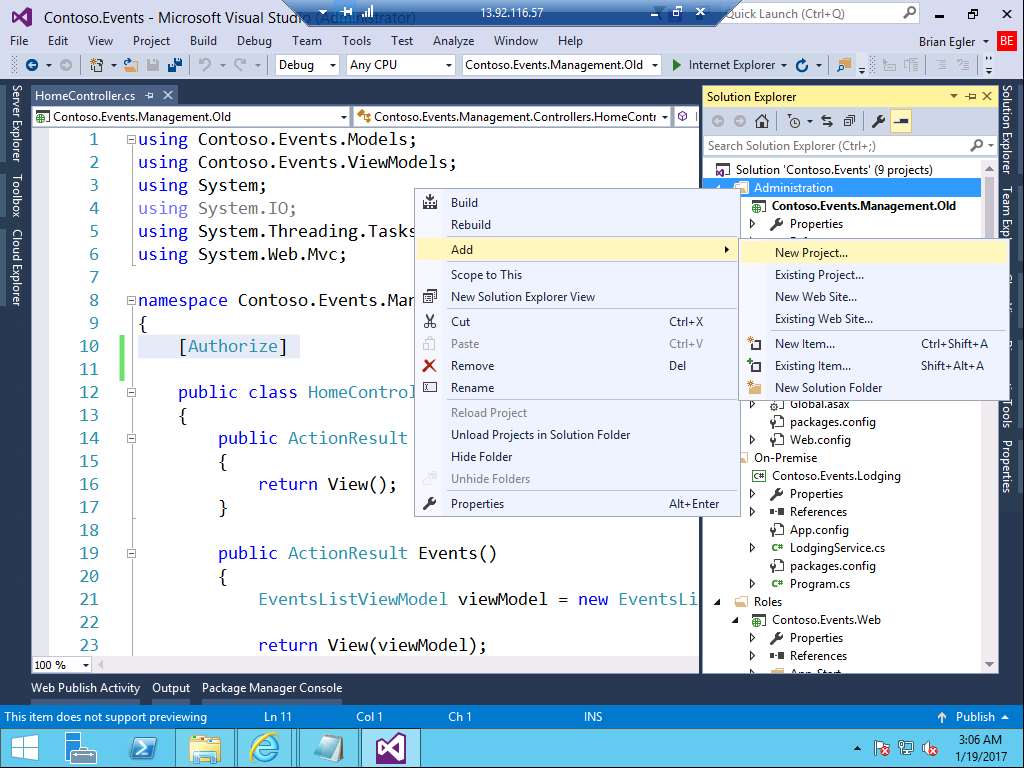 Contoso.Events - Microsoft Visual Studio (Administrator)
13.92.116.57
Quick Launch (Ctrl+Q)
File Edit View Project Build Debug Team Tools Test Analyze Window Help
Brian Egler
BE
Debug Any CPU Contoso.Events.Management.Old Internet Explorer
Server Explorer
Toolbox
Cloud Explorer
HomeController.cs
Contoso.Events.Management.Old Contoso.Events.Management.Controllers.HomeContr
1 using Contoso.Events.Models;
2 using Contoso.Events.ViewModels;
3 using System;
4 using System.IO;
5 using System.Threading.Tasks
6 using System.Web.Mvc;
7
8 namespace Contoso.Events.Ma
9 {
10 [Authorize]
11
12 public class HomeControl
13 {
14 public ActionResult
15 {
16 return View();
17 }
18
19 public ActionResult Events()
20 {
21 EventsListViewModel viewModel = new EventsLi
22
23 return View(viewModel);
100 %
Build
Rebuild
Add
Scope to This
New Solution Explorer View
Cut Ctrl+X
Paste Ctrl+V
Remove Del
Rename
Reload Project
Unload Projects in Solution Folder
Hide Folder
Unhide Folders
Properties Alt+Enter
New Project...
Existing Project...
New Web Site...
Existing Web Site...
New Item... Ctrl+Shift+A
Existing Item... Shift+Alt+A
New Solution Folder
Solution Explorer
Search Solution Explorer (Ctrl+;)
Solution 'Contoso.Events' (9 projects)
Administration
Contoso.Events.Management.Old
Properties
Global.asax
packages.config
Web.config
On-Premise
Contoso.Events.Lodging
Properties
References
App.config
LodgingService.cs
packages.config
Program.cs
Roles
Contoso.Events.Web
Properties
References
App_Start
Solution Explorer
Team Expl
Tools
Properties
Web Publish Activity Output Package Manager Console
This item does not support previewing Ln 11 Col 1 Ch 1 INS Publish
3:06 AM
1/19/2017